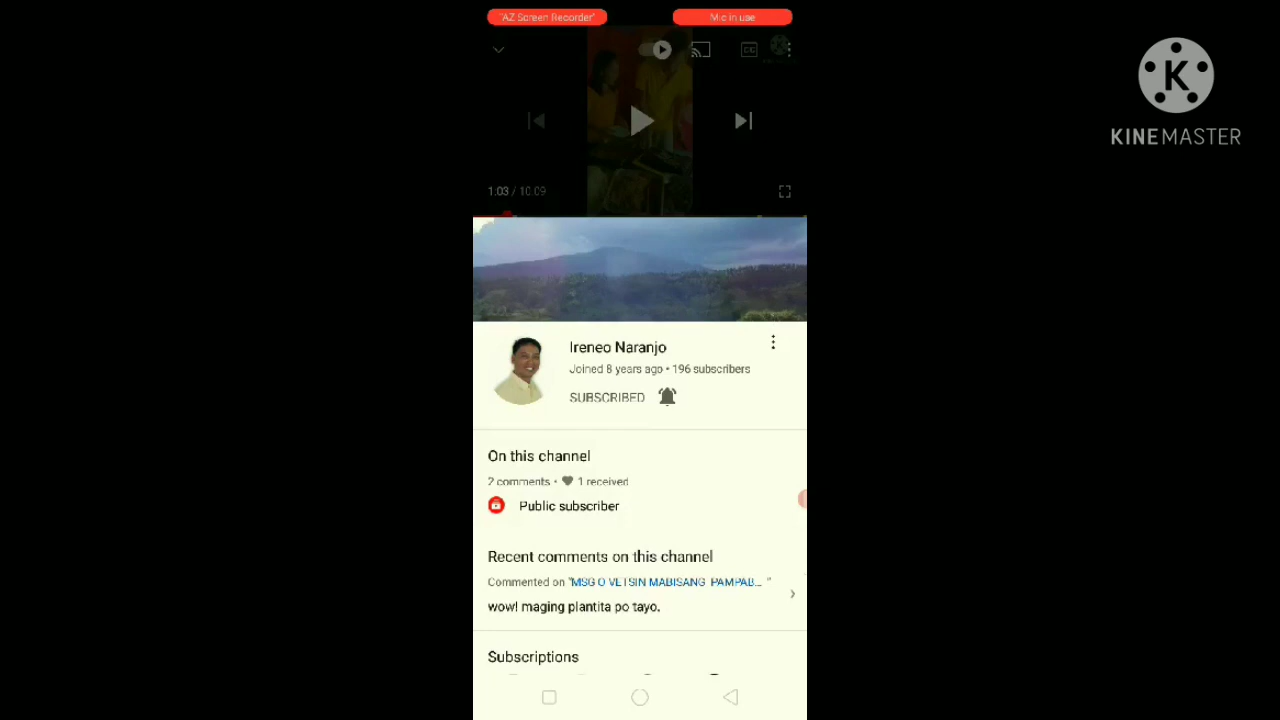 "AZ Screen Recorder"
Mic in use
CC
1:03 / 10:09
K
KINEMASTER
Ireneo Naranjo
Joined 8 years ago • 196 subscribers
SUBSCRIBED
On this channel
2 comments • 1 received
Public subscriber
Recent comments on this channel
Commented on "MSG O VETSIN MABISANG PAMPAB... "
wow! maging plantita po tayo.
Subscriptions